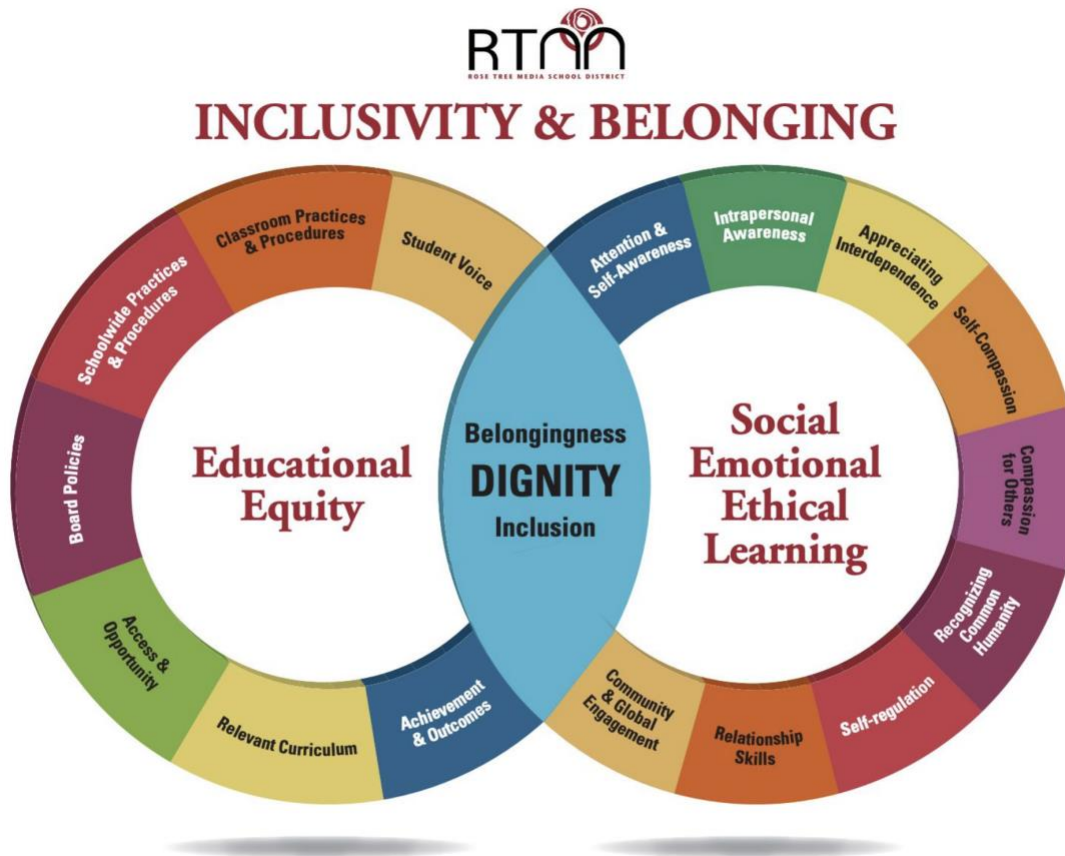 RTM
ROSE TREE MEDIA SCHOOL DISTRICT
INCLUSIVITY & BELONGING
Student Voice
Classroom Practices
& Procedures
Schoolwide Practices
& Procedures
Board Policies
Access &
Opportunity
Relevant Curriculum
Achievement
& Outcomes
Educational
Equity
Belongingness
DIGNITY
Inclusion
Social
Emotional
Ethical
Learning
Attention &
Self-Awareness
Intrapersonal
Awareness
Appreciating
Interdependence
Self-Compassion
Compassion
for Others
Recognizing
Common
Humanity
Self-regulation
Relationship
Skills
Community
& Global
Engagement